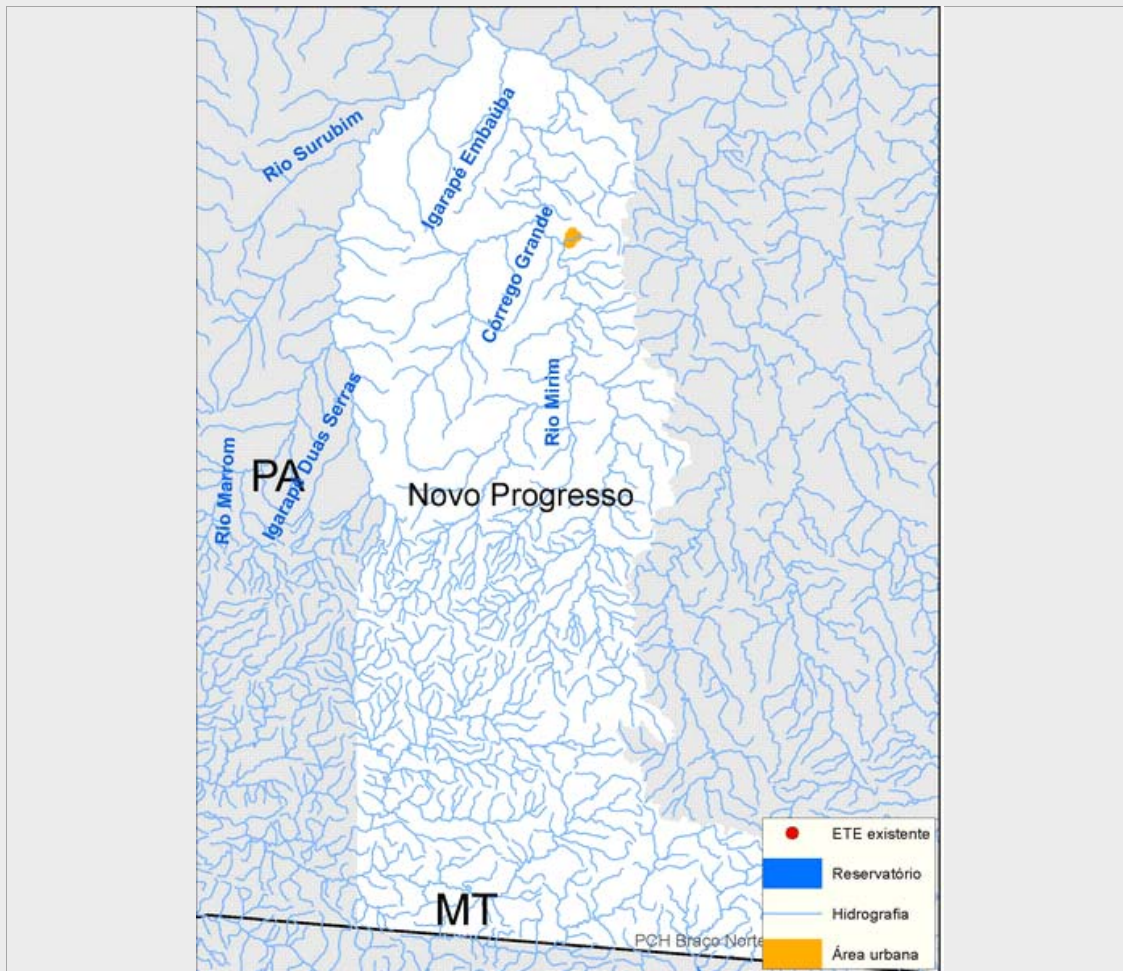 Rio Surubim
Igarapé Embaúba
Córrego Grande
Rio Mirim
Igarapé Duas Serras
Rio Marrom
PA
Novo Progresso
MT
PCH Braço Norte
ETE existente
Reservatório
Hidrografia
Área urbana